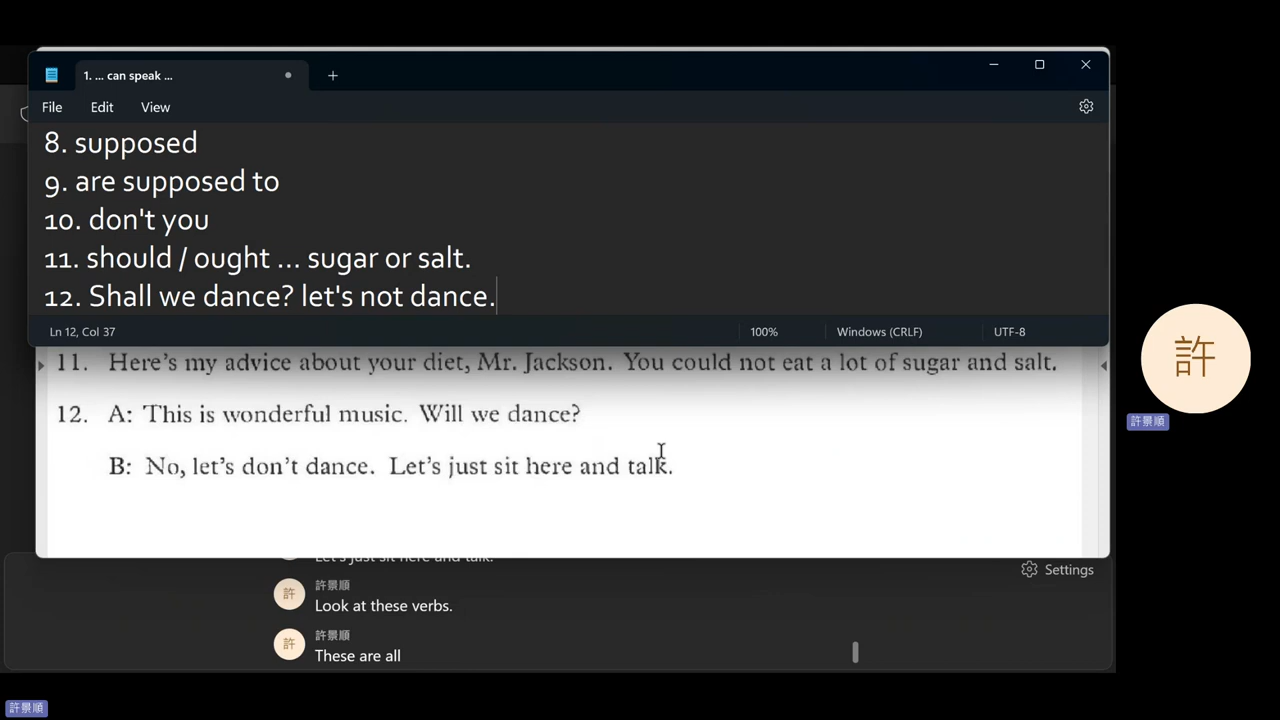 1. ... can speak ...
File Edit View
8. supposed
9. are supposed to
10. don't you
11. should / ought ... sugar or salt.
12. Shall we dance? let's not dance.
Ln 12, Col 37 100% Windows (CRLF) UTF-8
11. Here's my advice about your diet, Mr. Jackson. You could not eat a lot of sugar and salt.
12. A: This is wonderful music. Will we dance?
B: No, let's don't dance. Let's just sit here and talk.
Let's just sit here and talk.
Settings
許 許景順
Look at these verbs.
許 許景順
These are all
許
許景順
許景順